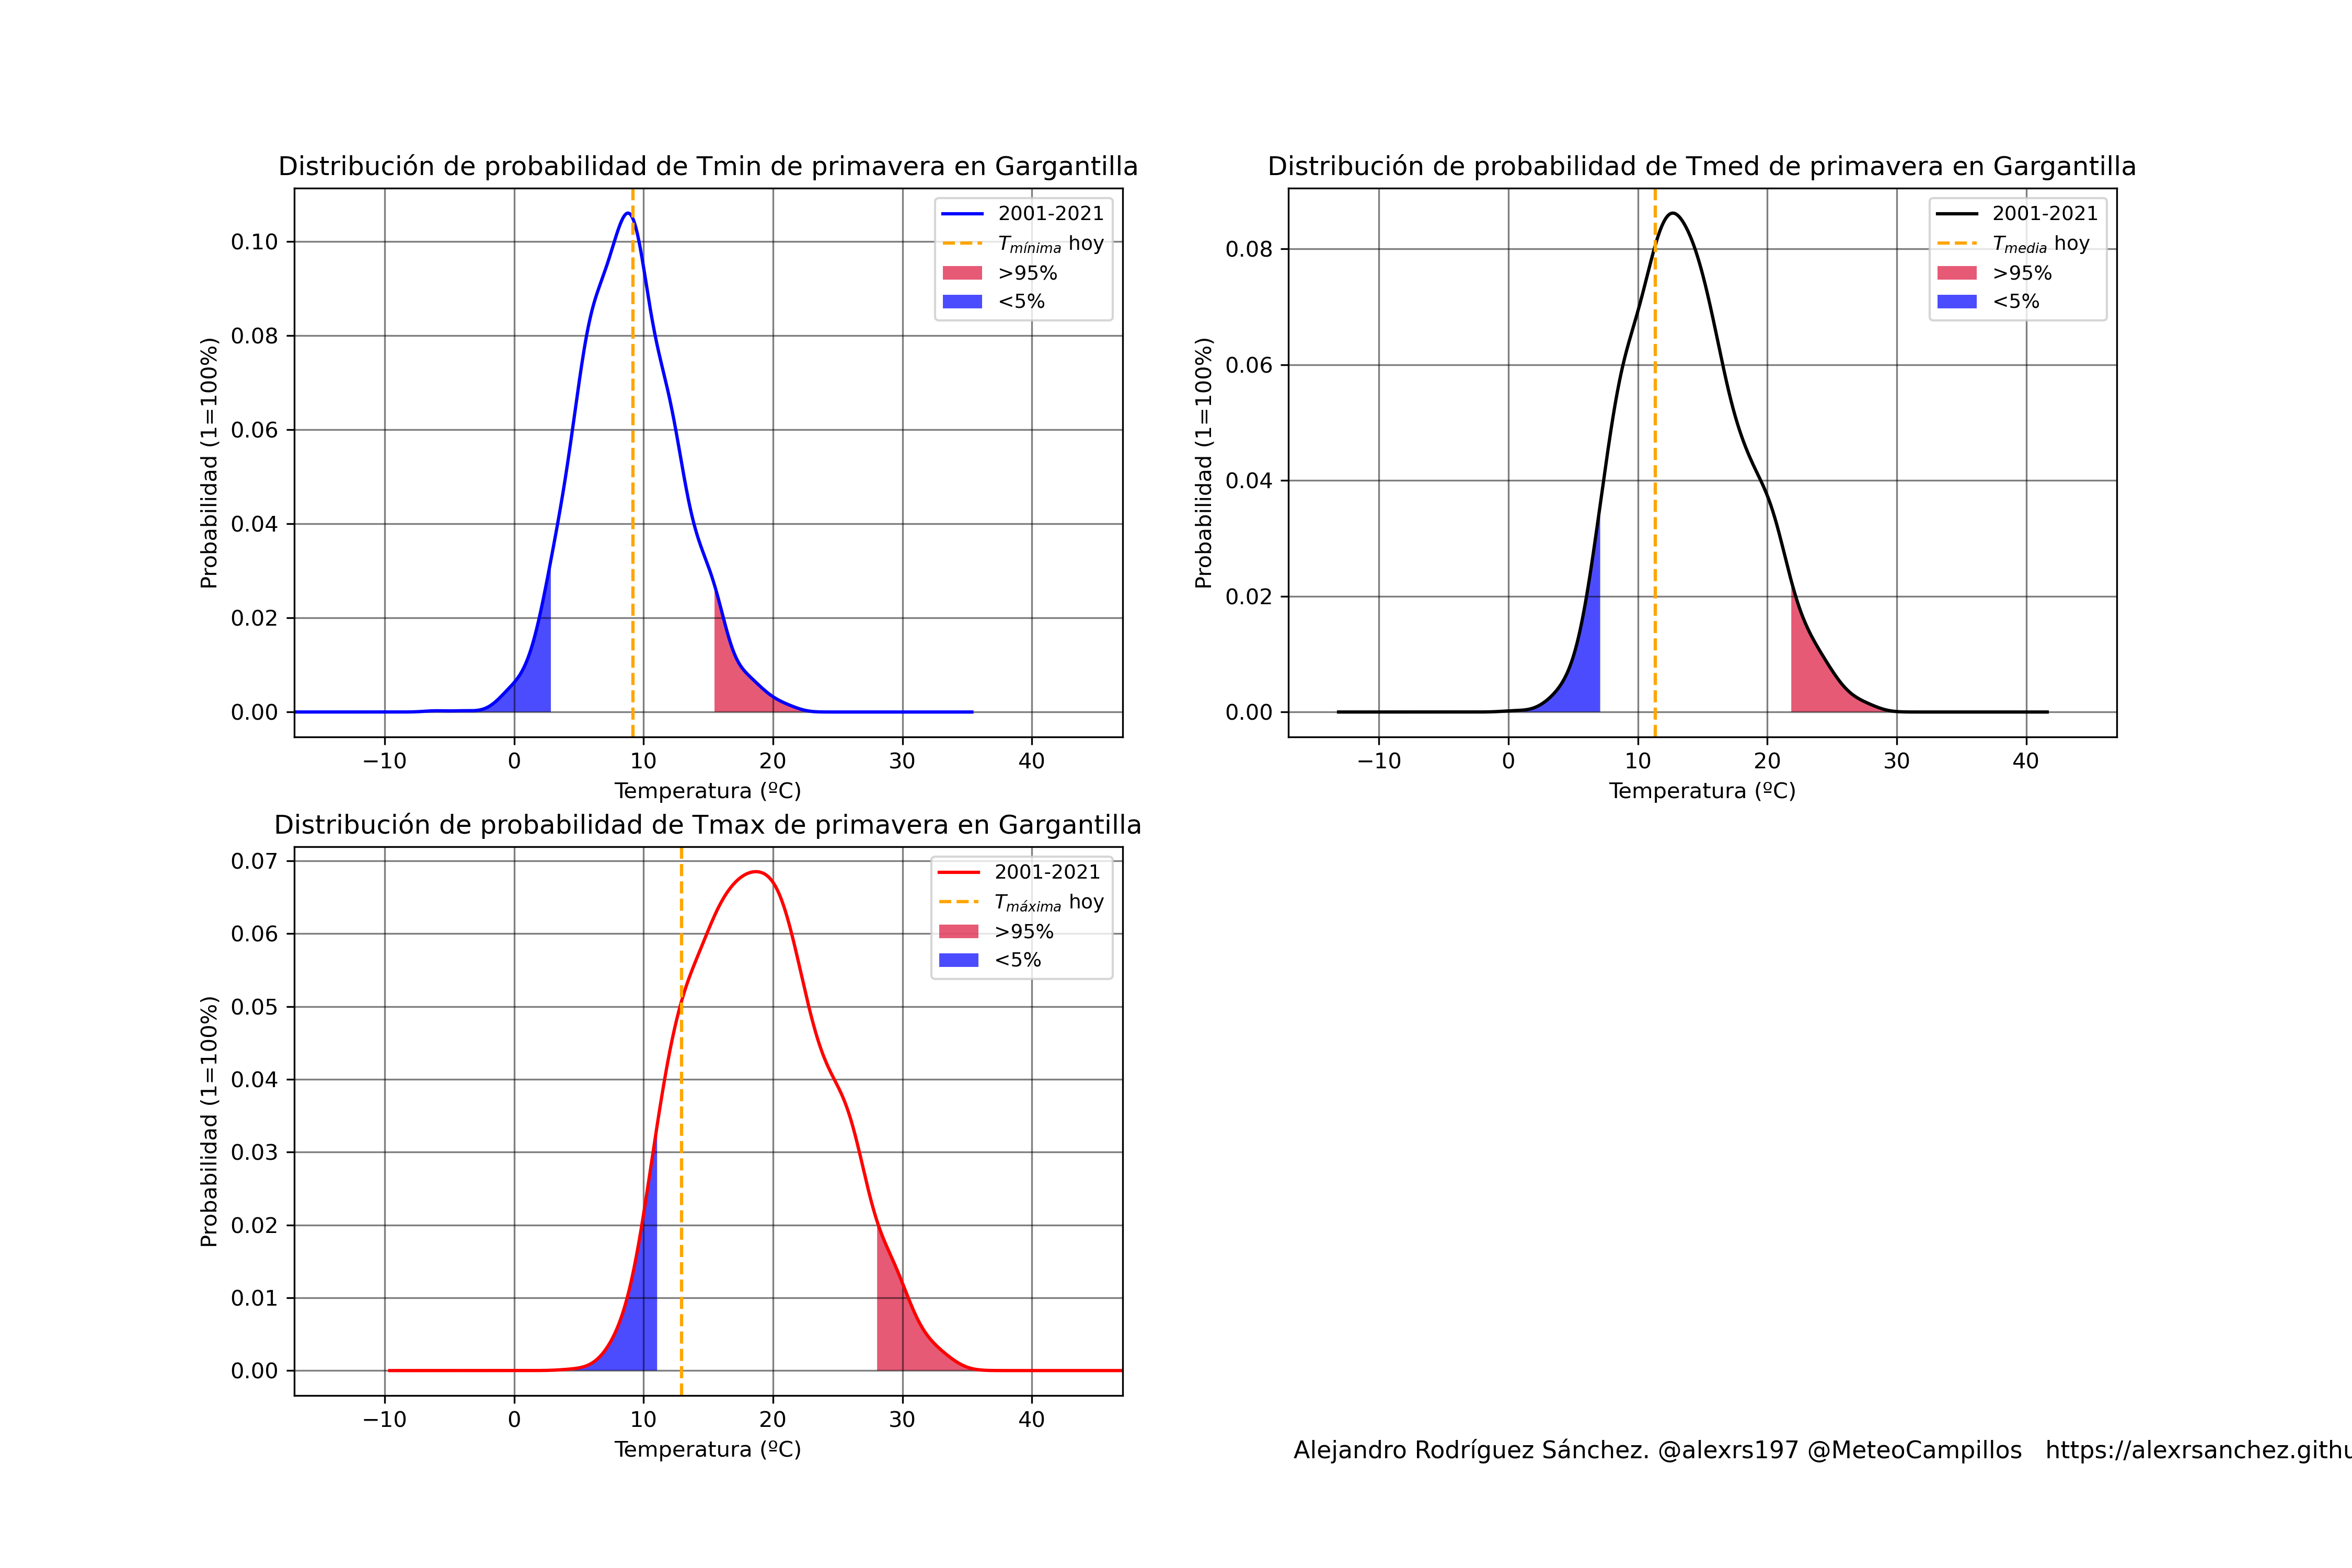 Distribución de probabilidad de Tmin de primavera en Gargantilla
Probabilidad (1=100%)
0.10
0.08
0.06
0.04
0.02
0.00
−10 0 10 20 30 40
Temperatura (ºC)
2001-2021
Tmínima hoy
>95%
<5%
Distribución de probabilidad de Tmed de primavera en Gargantilla
Probabilidad (1=100%)
0.08
0.06
0.04
0.02
0.00
−10 0 10 20 30 40
Temperatura (ºC)
2001-2021
Tmedia hoy
>95%
<5%
Distribución de probabilidad de Tmax de primavera en Gargantilla
Probabilidad (1=100%)
0.07
0.06
0.05
0.04
0.03
0.02
0.01
0.00
−10 0 10 20 30 40
Temperatura (ºC)
2001-2021
Tmáxima hoy
>95%
<5%
Alejandro Rodríguez Sánchez. @alexrs197 @MeteoCampillos https://alexrsanchez.githu